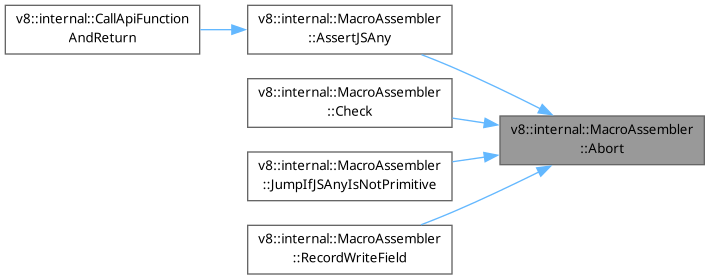 v8::internal::CallApiFunction
AndReturn
v8::internal::MacroAssembler
::AssertJSAny
v8::internal::MacroAssembler
::Check
v8::internal::MacroAssembler
::JumpIfJSAnyIsNotPrimitive
v8::internal::MacroAssembler
::RecordWriteField
v8::internal::MacroAssembler
::Abort